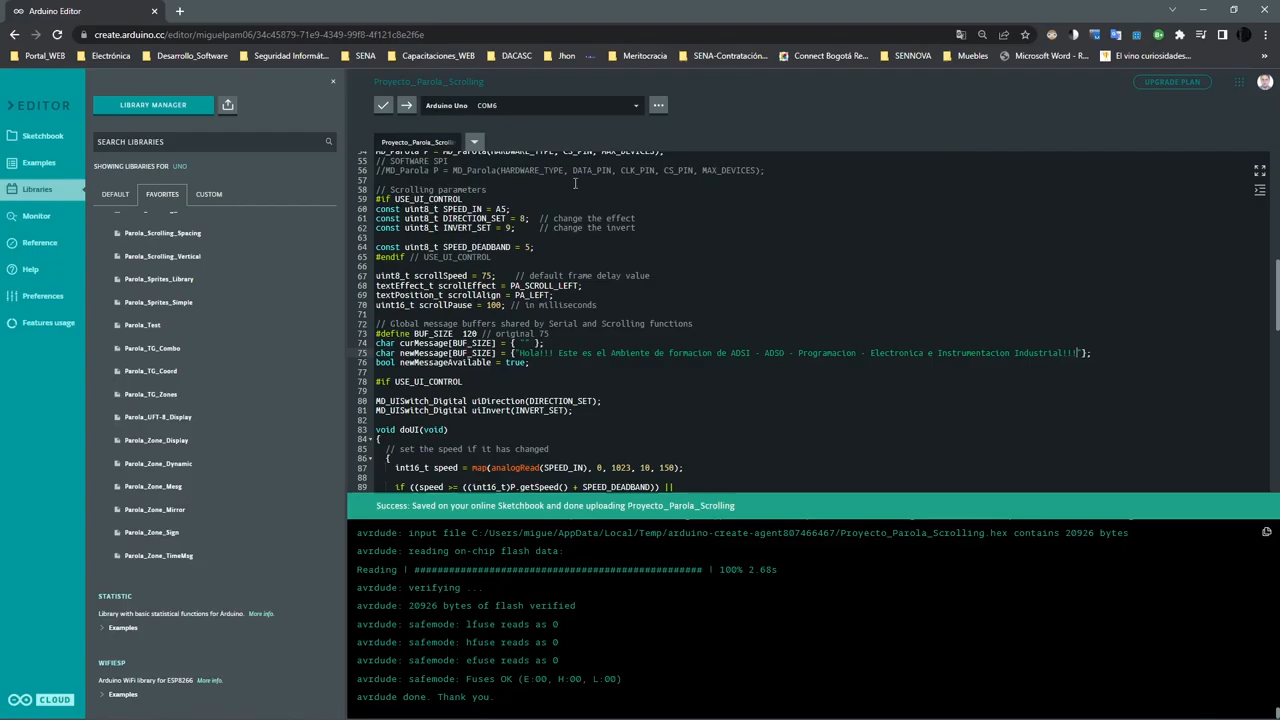 Arduino Editor
create.arduino.cc/editor/miguelpam06/34c45879-71e9-4349-99f8-4f121c8e2f6e
Portal_WEB
Electrónica
Desarrollo_Software
Seguridad Informát...
Capacitaciones_WEB
DACASC
Jhon
Meritocracia
SENA-Contratación...
Connect Bogotá Re...
SENNOVA
Muebles
Microsoft Word - R...
El vino curiosidades...
EDITOR
Sketchbook
Examples
Libraries
Monitor
Reference
Help
Preferences
Features usage
CLOUD
LIBRARY MANAGER
SEARCH LIBRARIES
SHOWING LIBRARIES FOR UNO
DEFAULT FAVORITES CUSTOM
Parola_Scrolling_Spacing
Parola_Scrolling_Vertical
Parola_Sprites_Library
Parola_Sprites_Simple
Parola_Test
Parola_TG_Combo
Parola_TG_Coord
Parola_TG_Zones
Parola_UFT-8_Display
Parola_Zone_Display
Parola_Zone_Dynamic
Parola_Zone_Mesg
Parola_Zone_Mirror
Parola_Zone_Sign
Parola_Zone_TimeMsg
STATISTIC
Library with basic statistical functions for Arduino. More info.
Examples
WIFIESP
Arduino WiFi library for ESP8266 More info.
Examples
Proyecto_Parola_Scrolling
UPGRADE PLAN
Arduino Uno COM6
Proyecto_Parola_Scrollin
54 MD_Parola P = MD_Parola(HARDWARE_TYPE, CS_PIN, MAX_DEVICES);
55 // SOFTWARE SPI
56 //MD_Parola P = MD_Parola(HARDWARE_TYPE, DATA_PIN, CLK_PIN, CS_PIN, MAX_DEVICES);
57
58 // Scrolling parameters
59 #if USE_UI_CONTROL
60 const uint8_t SPEED_IN = A5;
61 const uint8_t DIRECTION_SET = 8; // change the effect
62 const uint8_t INVERT_SET = 9; // change the invert
63
64 const uint8_t SPEED_DEADBAND = 5;
65 #endif // USE_UI_CONTROL
66
67 uint8_t scrollSpeed = 75; // default frame delay value
68 textEffect_t scrollEffect = PA_SCROLL_LEFT;
69 textPosition_t scrollAlign = PA_LEFT;
70 uint16_t scrollPause = 100; // in milliseconds
71
72 // Global message buffers shared by Serial and Scrolling functions
73 #define BUF_SIZE 120 // original 75
74 char curMessage[BUF_SIZE] = { "" };
75 char newMessage[BUF_SIZE] = {"Hola!!! Este es el Ambiente de formacion de ADSI - ADSO - Programacion - Electronica e Instrumentacion Industrial!!!"};
76 bool newMessageAvailable = true;
77
78 #if USE_UI_CONTROL
79
80 MD_UISwitch_Digital uiDirection(DIRECTION_SET);
81 MD_UISwitch_Digital uiInvert(INVERT_SET);
82
83 void doUI(void)
84 {
85 // set the speed if it has changed
86 {
87 int16_t speed = map(analogRead(SPEED_IN), 0, 1023, 10, 150);
88
89 if ((speed >= ((int16_t)P.getSpeed() + SPEED_DEADBAND)) ||
Success: Saved on your online Sketchbook and done uploading Proyecto_Parola_Scrolling
avrdude: input file C:/Users/migue/AppData/Local/Temp/arduino-create-agent807466467/Proyecto_Parola_Scrolling.hex contains 20926 bytes
avrdude: reading on-chip flash data:
Reading | ################################################## | 100% 2.68s
avrdude: verifying ...
avrdude: 20926 bytes of flash verified
avrdude: safemode: lfuse reads as 0
avrdude: safemode: hfuse reads as 0
avrdude: safemode: efuse reads as 0
avrdude: safemode: Fuses OK (E:00, H:00, L:00)
avrdude done. Thank you.